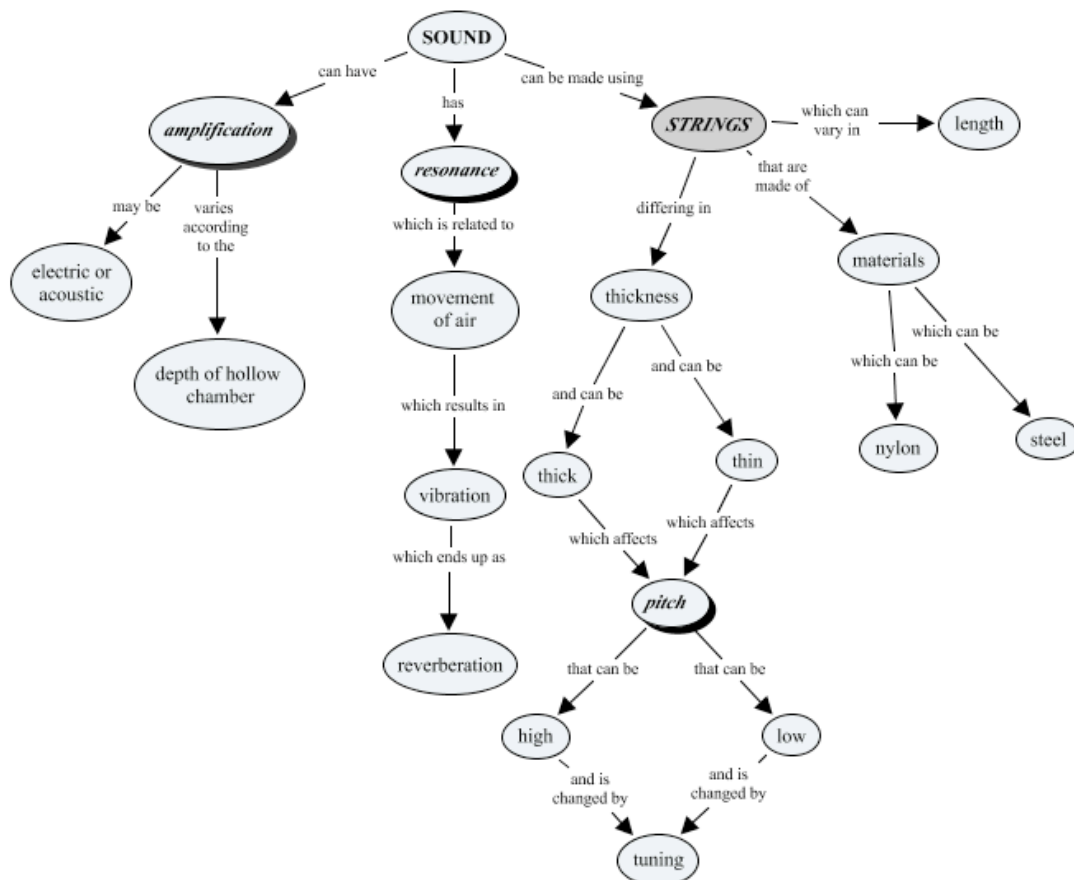 SOUND
can have
has
can be made using
amplification
resonance
STRINGS
which can
vary in
length
may be
varies
according
to the
electric or
acoustic
depth of hollow
chamber
which is related to
movement
of air
which results in
vibration
which ends up as
reverberation
differing in
thickness
and can be
and can be
thick
thin
which affects
which affects
pitch
that can be
that can be
high
low
and is
changed by
and is
changed by
tuning
that are
made of
materials
which can be
which can be
nylon
steel